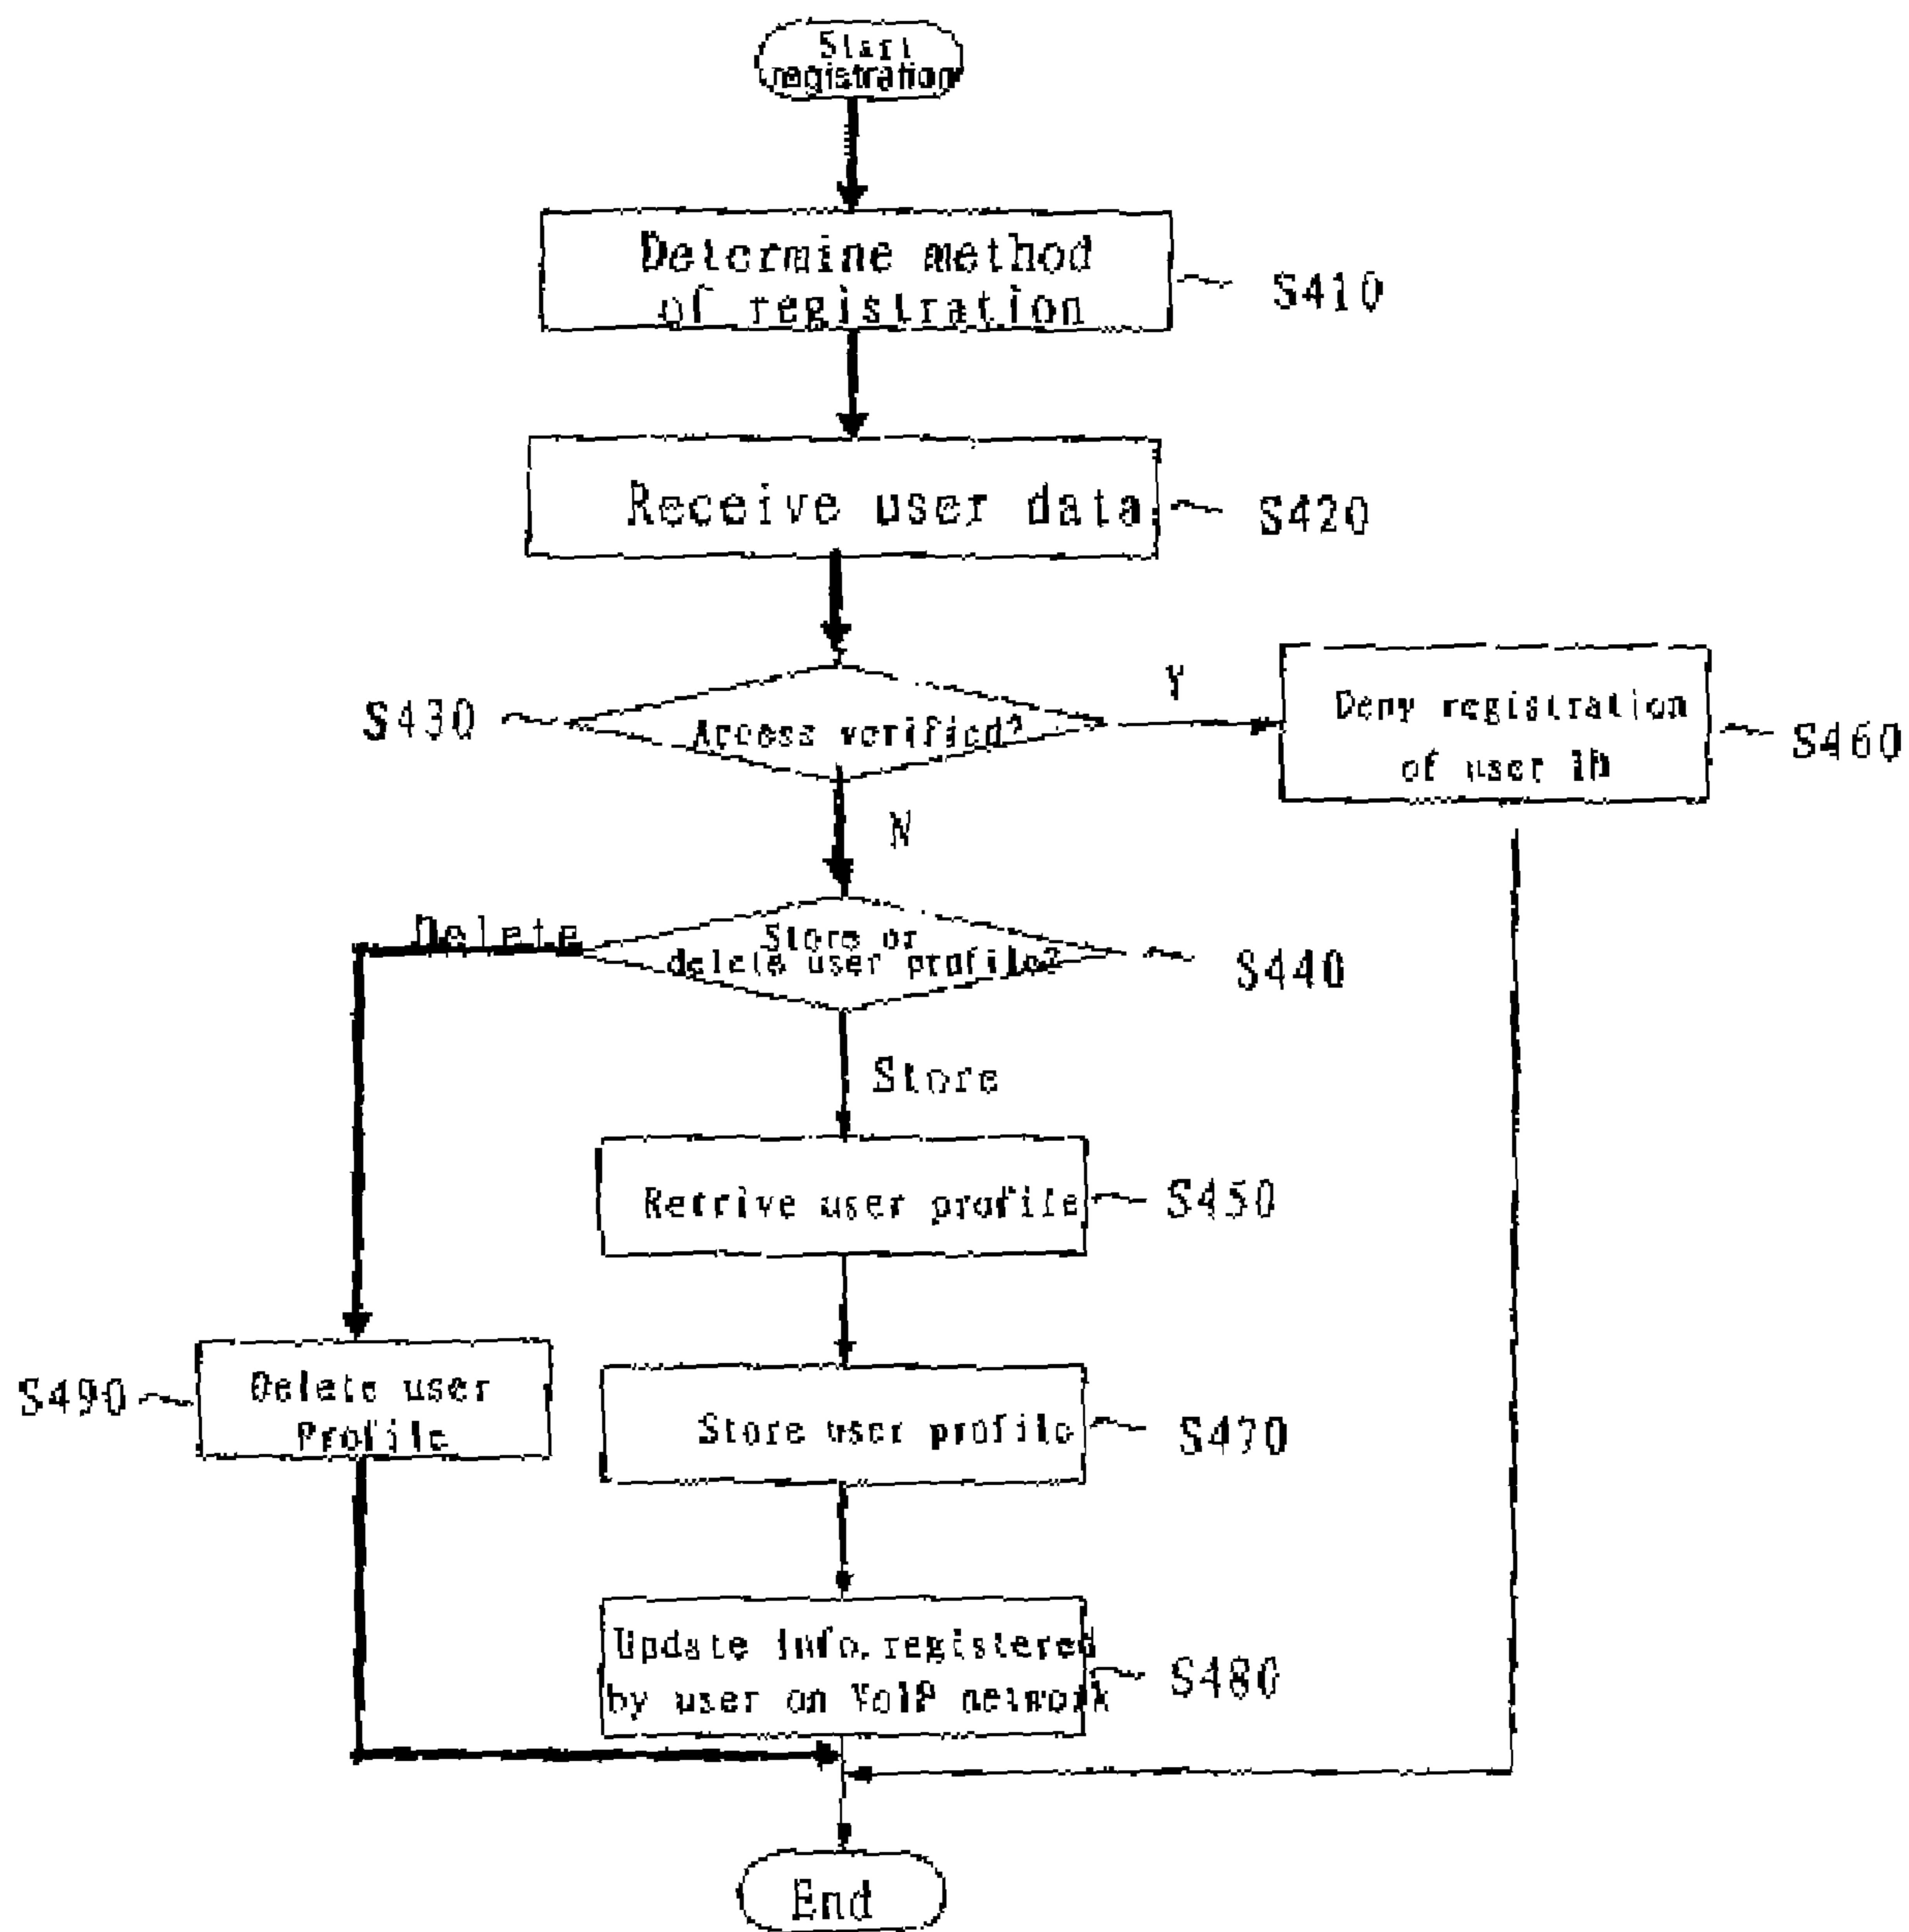 Start
registration
Determine method
of registration
S410
Receive user data
S420
S430
Access verified?
Y
Deny registration
of user ID
S460
N
Delete
Store or
delete user profile?
S440
Store
Retrive user profile
S450
S490
Delete user
Profile
Store user profile
S470
Update info.registered
by user on VoIP network
S480
End